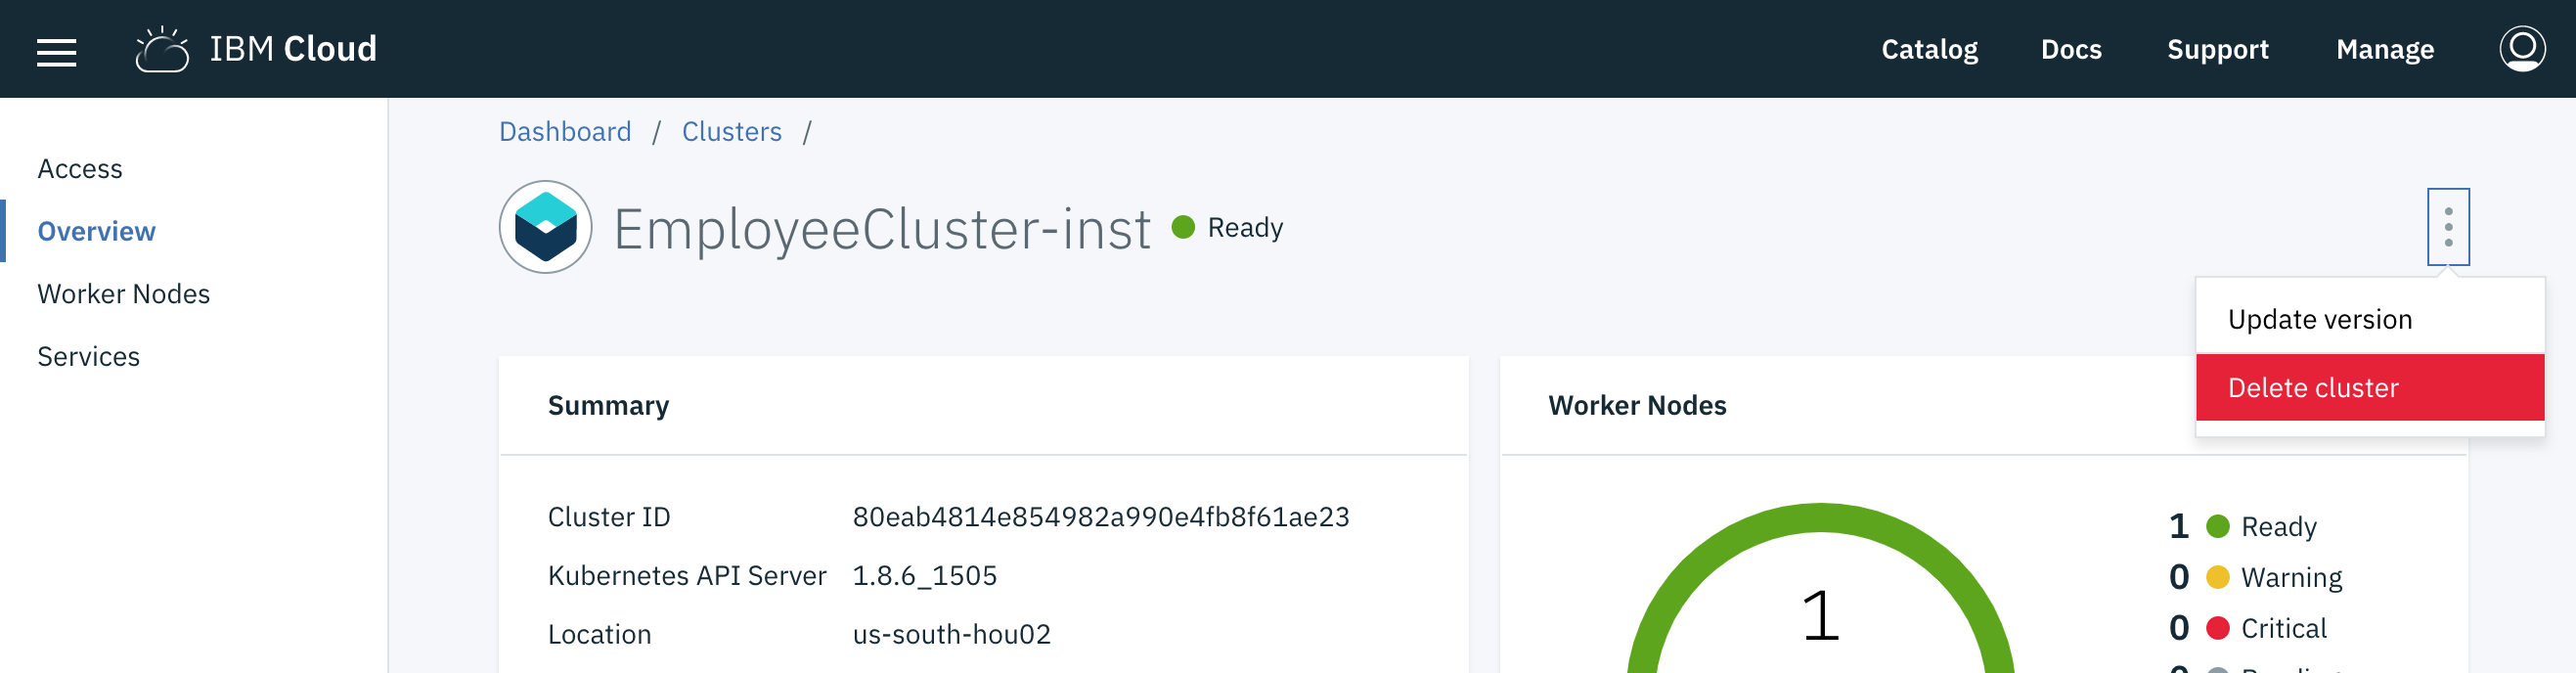 IBM Cloud
Catalog Docs Support Manage
Access
Overview
Worker Nodes
Services
Dashboard / Clusters /
EmployeeCluster-inst Ready
Update version
Delete cluster
Summary
Cluster ID 80eab4814e854982a990e4fb8f61ae23
Kubernetes API Server 1.8.6_1505
Location us-south-hou02
Worker Nodes
1
1 Ready
0 Warning
0 Critical